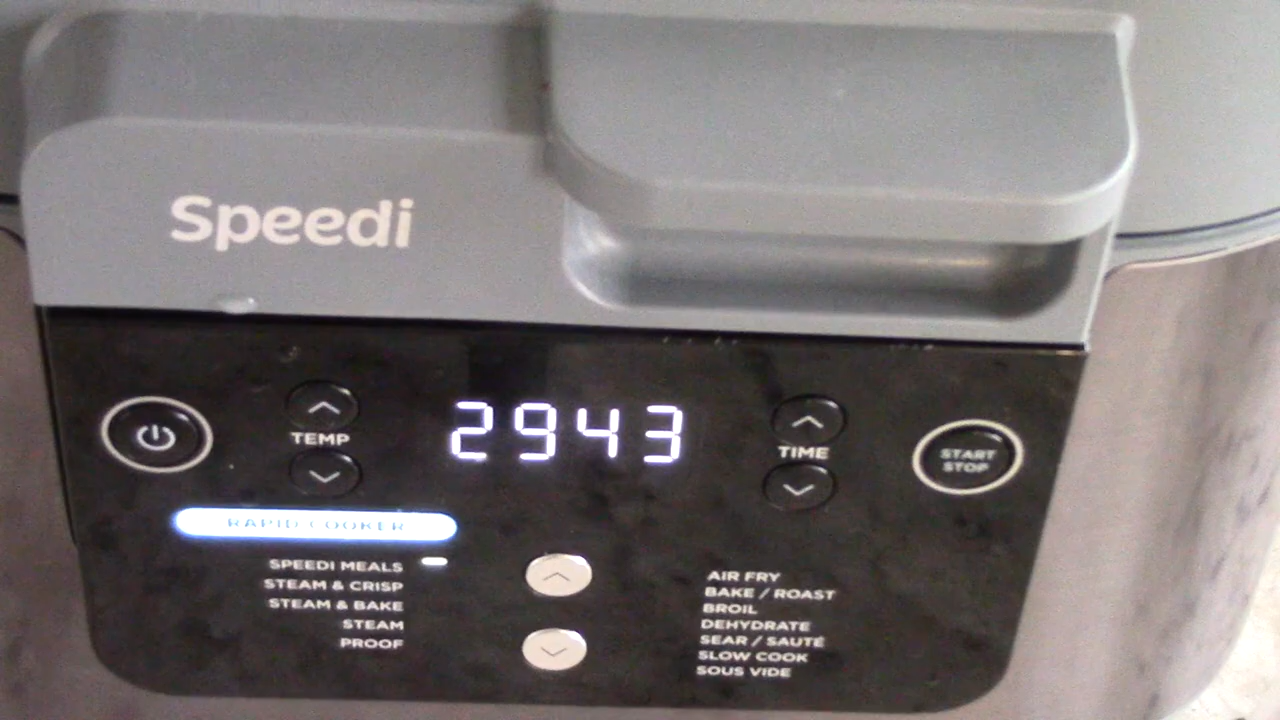 Speedi
TEMP
2943
TIME
START
STOP
RAPID COOKER
SPEEDI MEALS
STEAM & CRISP
STEAM & BAKE
STEAM
PROOF
AIR FRY
BAKE / ROAST
BROIL
DEHYDRATE
SEAR / SAUTÉ
SLOW COOK
SOUS VIDE